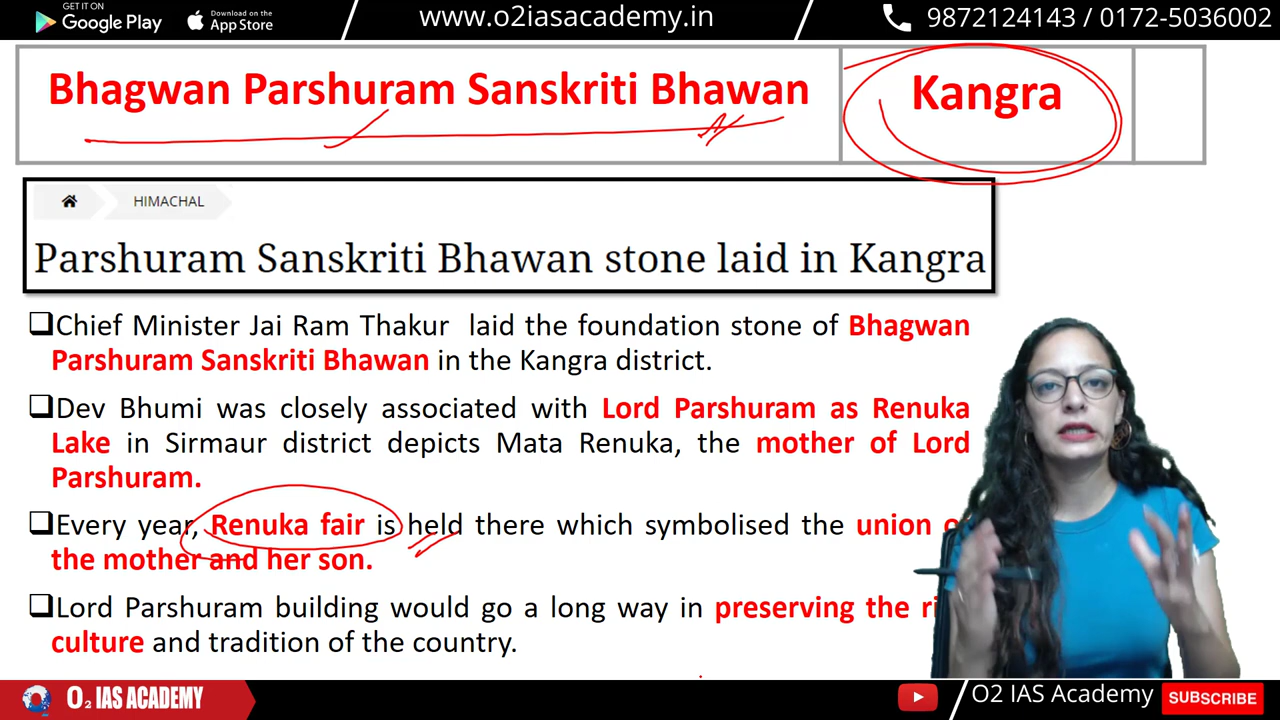 GET IT ON
Google Play
Download on the
App Store
www.o2iasacademy.in
9872124143 / 0172-5036002
Bhagwan Parshuram Sanskriti Bhawan
Kangra
HIMACHAL
Parshuram Sanskriti Bhawan stone laid in Kangra
Chief Minister Jai Ram Thakur laid the foundation stone of Bhagwan
Parshuram Sanskriti Bhawan in the Kangra district.
Dev Bhumi was closely associated with Lord Parshuram as Renuka
Lake in Sirmaur district depicts Mata Renuka, the mother of Lord
Parshuram.
Every year, Renuka fair is held there which symbolised the union
the mother and her son.
Lord Parshuram building would go a long way in preserving the
culture and tradition of the country.
O2 IAS ACADEMY
O2 IAS Academy
SUBSCRIBE